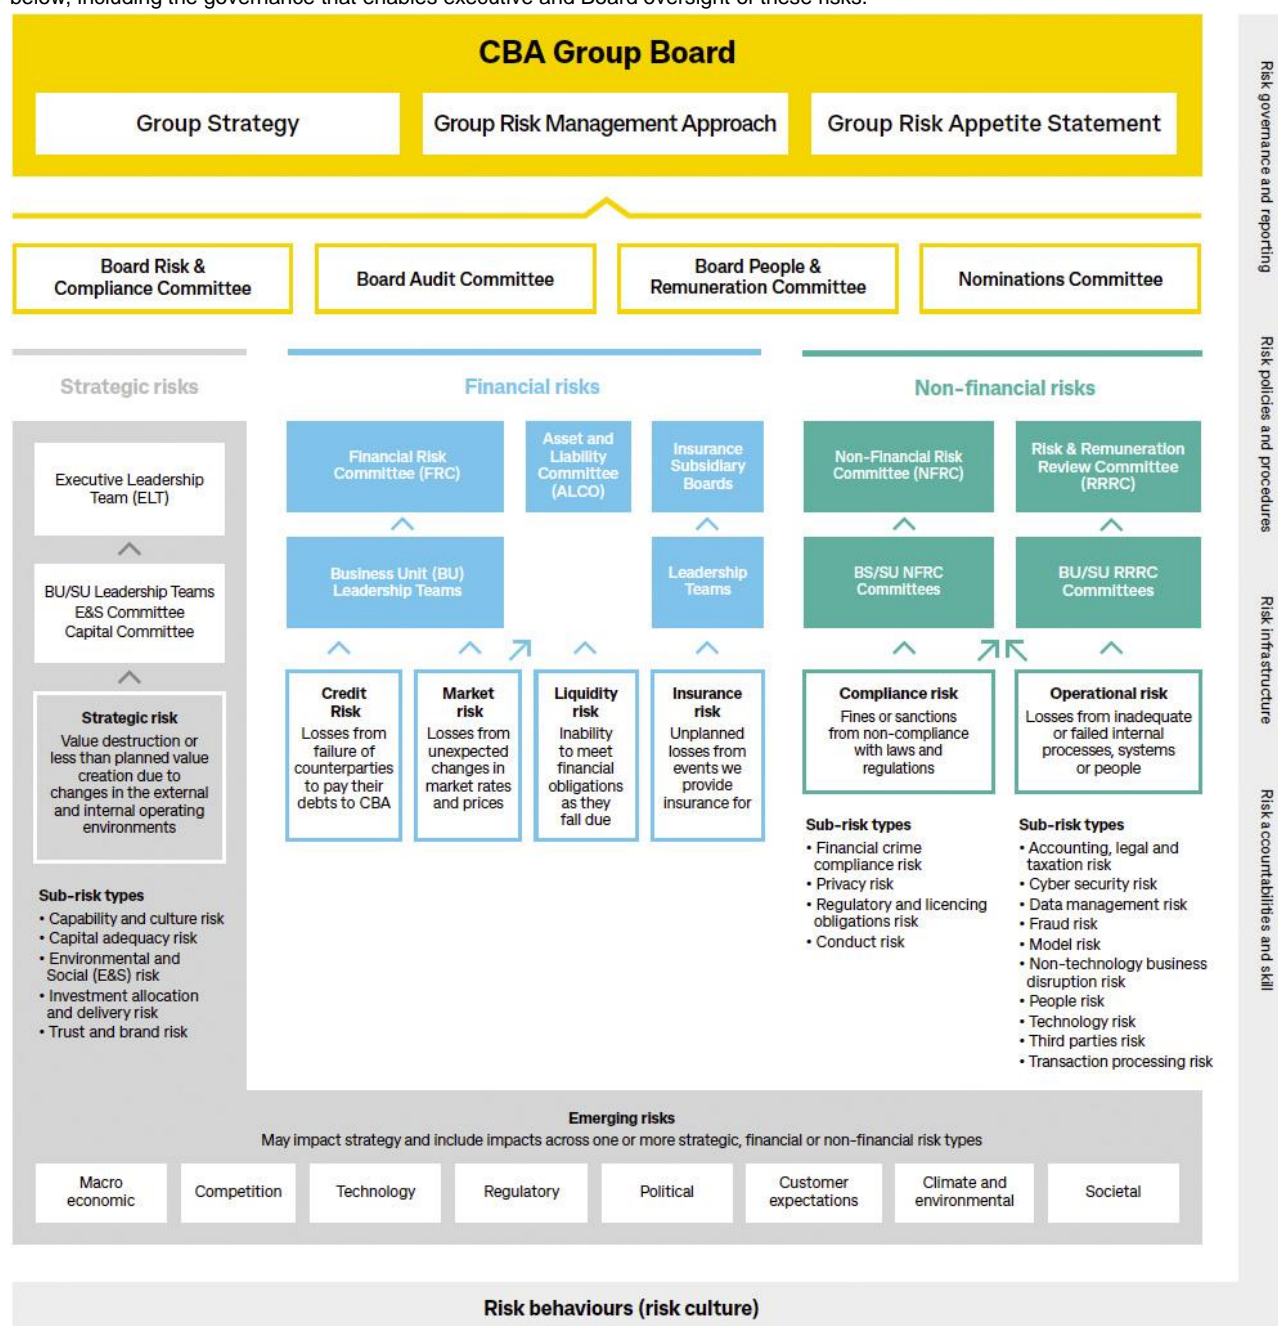 below, including the governance that enables executive and Board oversight of these risks.
CBA Group Board
Group Strategy
Group Risk Management Approach
Group Risk Appetite Statement
Board Risk &
Compliance Committee
Board Audit Committee
Board People &
Remuneration Committee
Nominations Committee
Strategic risks
Executive Leadership
Team (ELT)
BU/SU Leadership Teams
E&S Committee
Capital Committee
Strategic risk
Value destruction or
less than planned value
creation due to
changes in the external
and internal operating
environments
Sub-risk types
• Capability and culture risk
• Capital adequacy risk
• Environmental and
Social (E&S) risk
• Investment allocation
and delivery risk
• Trust and brand risk
Financial risks
Financial Risk
Committee (FRC)
Asset and
Liability
Committee
(ALCO)
Insurance
Subsidiary
Boards
Business Unit (BU)
Leadership Teams
Leadership
Teams
Credit
Risk
Losses from
failure of
counterparties
to pay their
debts to CBA
Market
risk
Losses from
unexpected
changes in
market rates
and prices
Liquidity
risk
Inability
to meet
financial
obligations
as they
fall due
Insurance
risk
Unplanned
losses from
events we
provide
insurance for
Non-financial risks
Non-Financial Risk
Committee (NFRC)
Risk & Remuneration
Review Committee
(RRRC)
BS/SU NFRC
Committees
BU/SU RRRC
Committees
Compliance risk
Fines or sanctions
from non-compliance
with laws and
regulations
Sub-risk types
• Financial crime
compliance risk
• Privacy risk
• Regulatory and licencing
obligations risk
• Conduct risk
Operational risk
Losses from inadequate
or failed internal
processes, systems
or people
Sub-risk types
• Accounting, legal and
taxation risk
• Cyber security risk
• Data management risk
• Fraud risk
• Model risk
• Non-technology business
disruption risk
• People risk
• Technology risk
• Third parties risk
• Transaction processing risk
Emerging risks
May impact strategy and include impacts across one or more strategic, financial or non-financial risk types
Macro
economic
Competition
Technology
Regulatory
Political
Customer
expectations
Climate and
environmental
Societal
Risk behaviours (risk culture)
Risk governance and reporting
Risk policies and procedures
Risk infrastructure
Risk accountabilities and skill